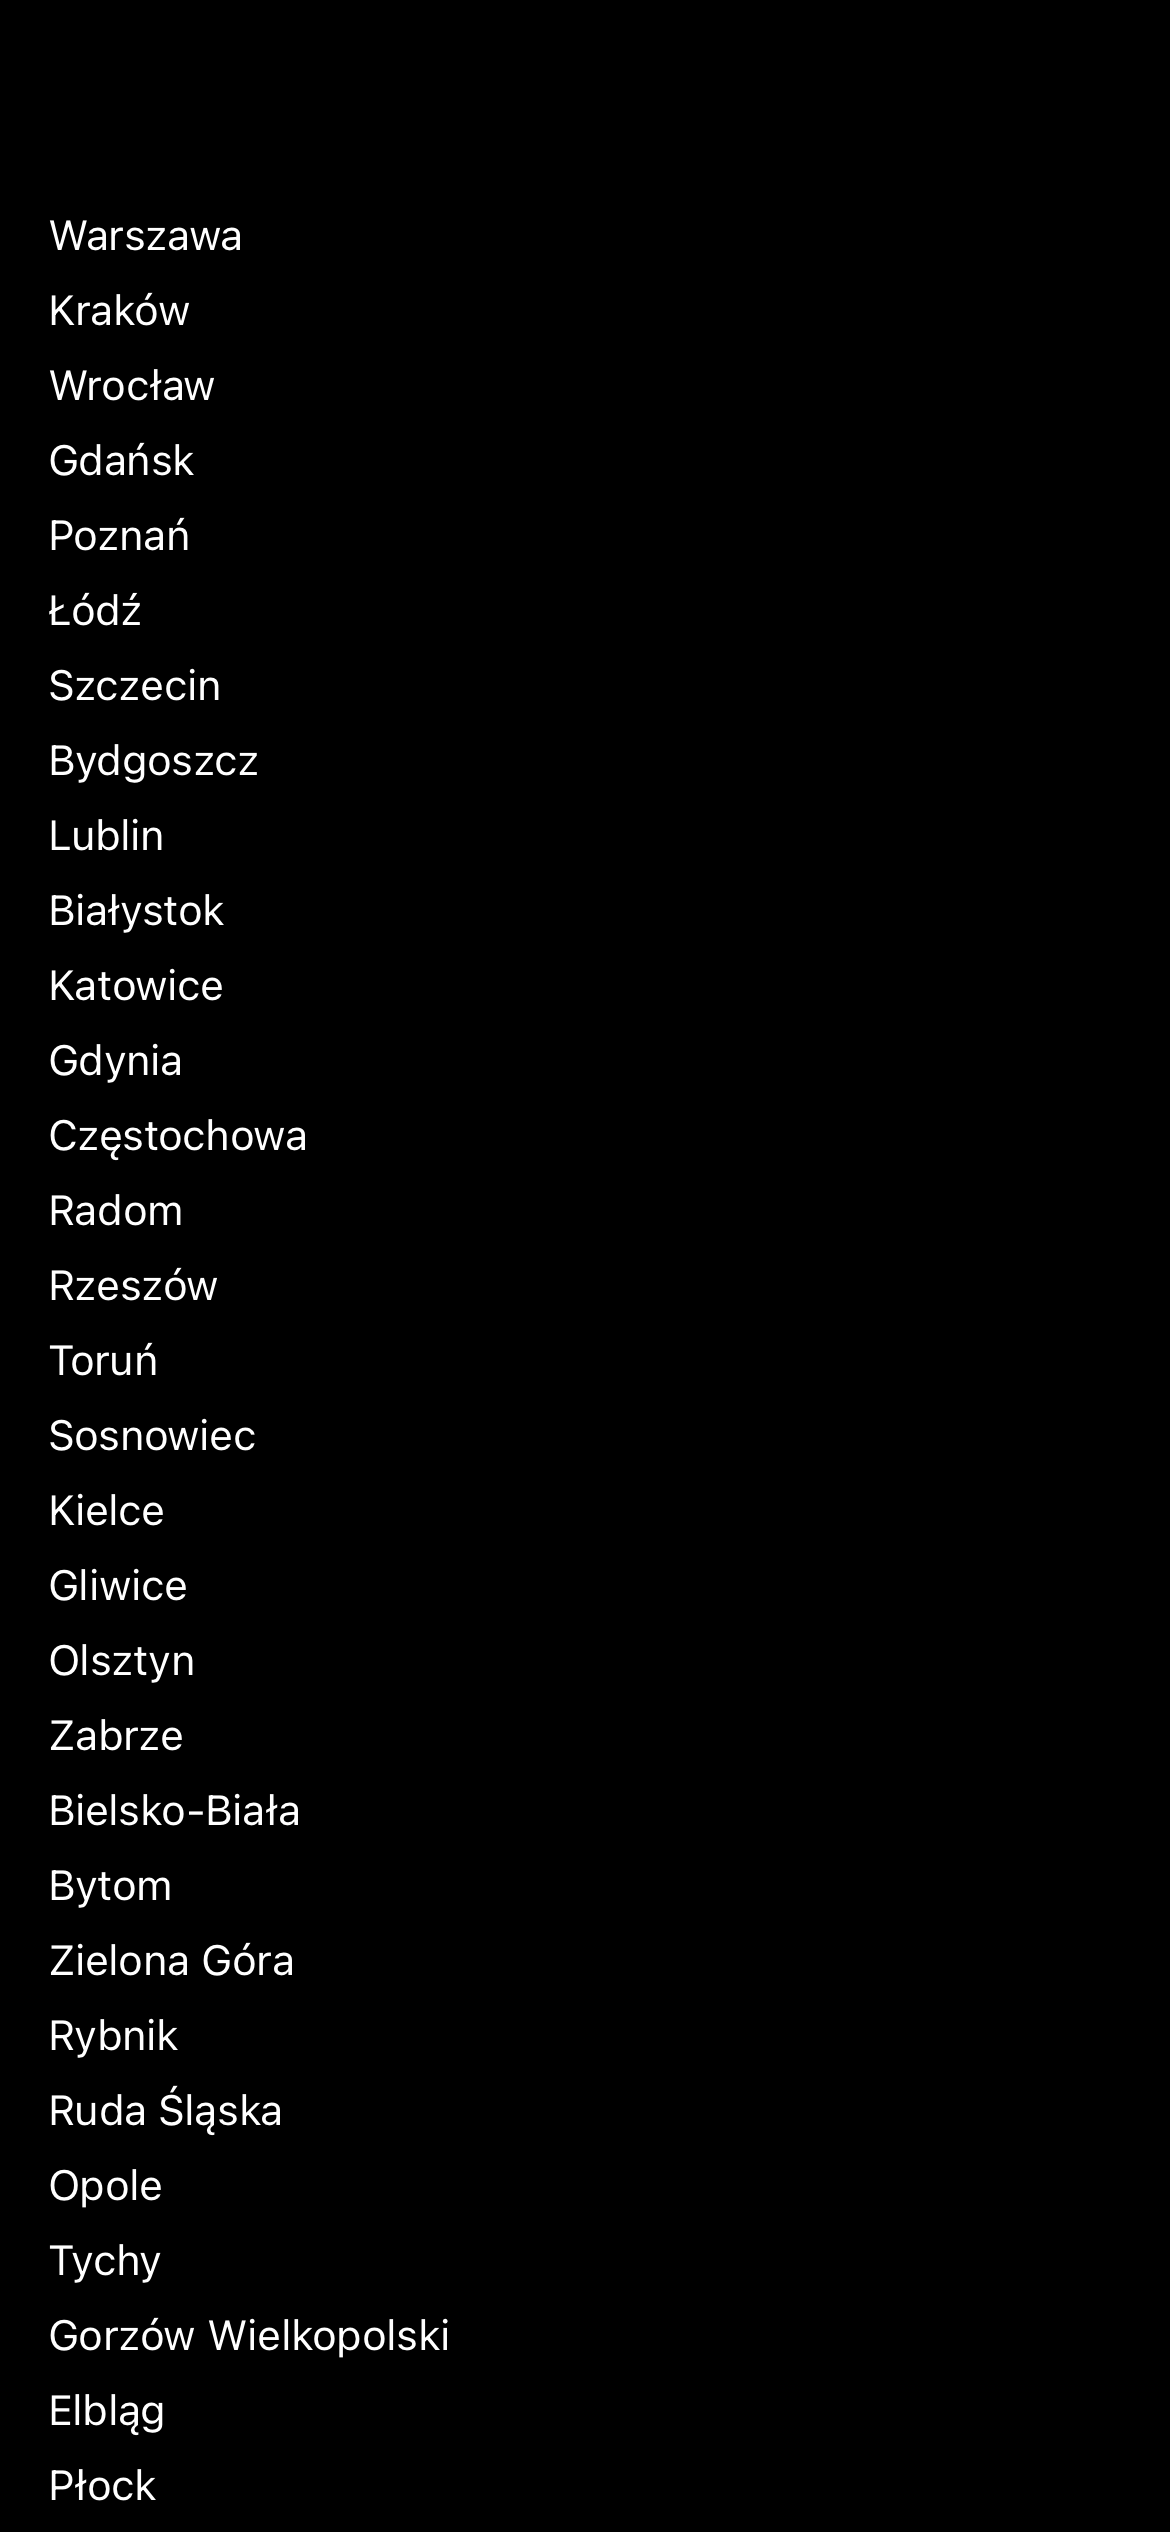 Warszawa
Kraków
Wrocław
Gdańsk
Poznań
Łódź
Szczecin
Bydgoszcz
Lublin
Białystok
Katowice
Gdynia
Częstochowa
Radom
Rzeszów
Toruń
Sosnowiec
Kielce
Gliwice
Olsztyn
Zabrze
Bielsko-Biała
Bytom
Zielona Góra
Rybnik
Ruda Śląska
Opole
Tychy
Gorzów Wielkopolski
Elbląg
Płock